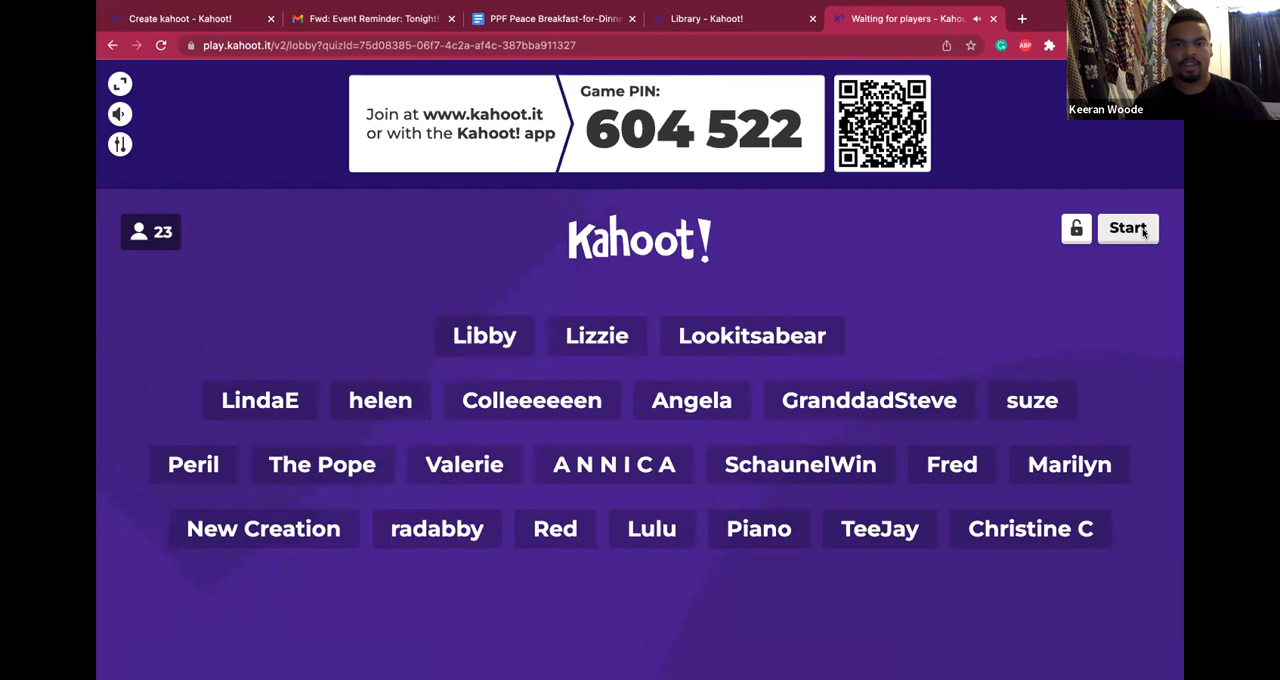 Create kahoot - Kahoot!
Fwd: Event Reminder: Tonight!
PPF Peace Breakfast-for-Dinne
Library - Kahoot!
Waiting for players - Kahoo
play.kahoot.it/v2/lobby?quizId=75d08385-06f7-4c2a-af4c-387bba911327
ABP
Keeran Woode
Join at www.kahoot.it
or with the Kahoot! app
Game PIN:
604 522
23
Kahoot!
Start
Libby Lizzie Lookitsabear
LindaE helen Colleeeeeen Angela GranddadSteve suze
Peril The Pope Valerie A N N I C A SchaunelWin Fred Marilyn
New Creation radabby Red Lulu Piano TeeJay Christine C